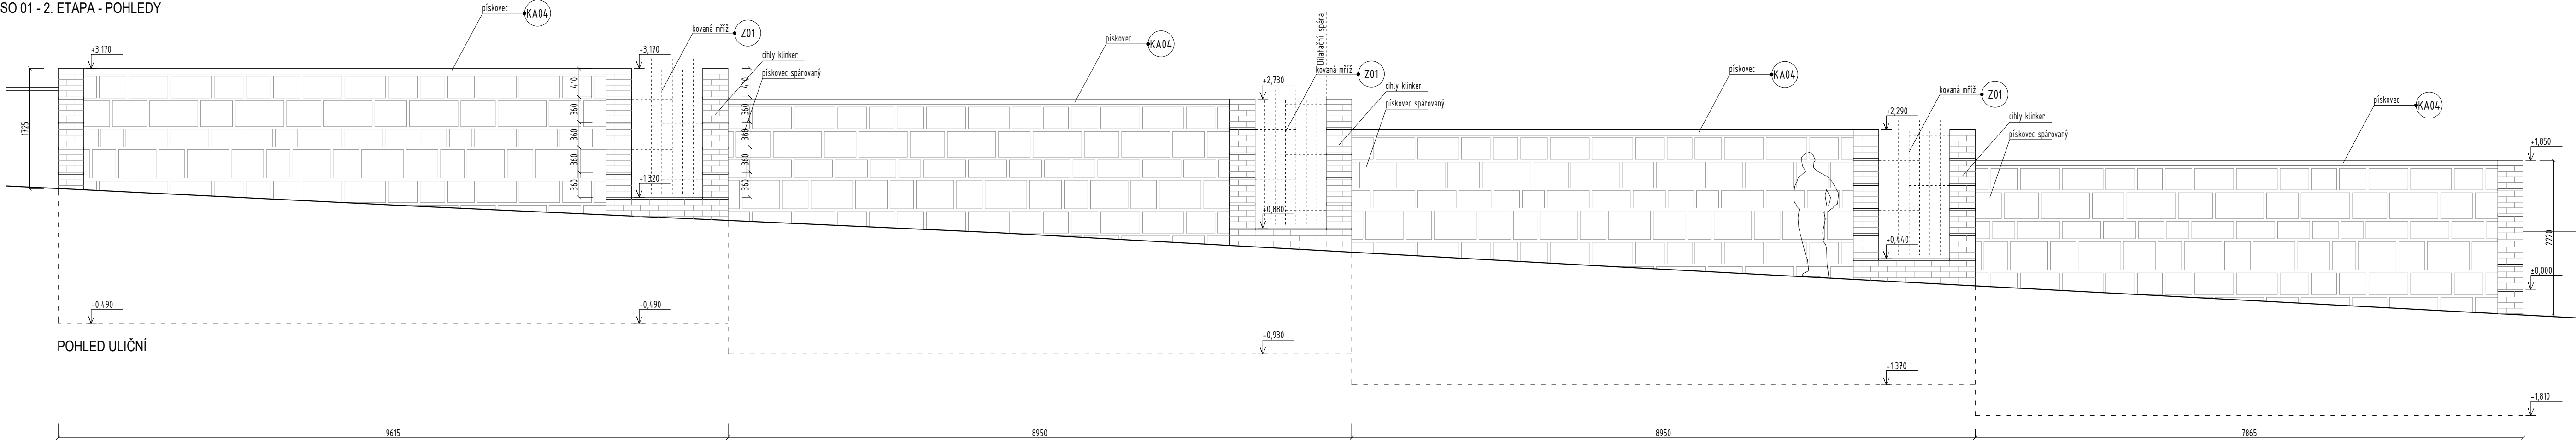 SO 01 - 2. ETAPA - POHLEDY
pískovec
KA04
+3,170
+3,170
kovaná mříž
Z01
cihly klinker
pískovec spárovaný
1725
410
360
360
360
360
410
360
360
360
360
+1,320
pískovec
KA04
Dilatační spára
+2,730
kovaná mříž
Z01
cihly klinker
pískovec spárovaný
+0,880
pískovec
KA04
+2,290
kovaná mříž
Z01
cihly klinker
pískovec spárovaný
+0,440
pískovec
KA04
+1,850
2220
±0,000
-0,490
-0,490
-0,930
-1,370
-1,810
POHLED ULIČNÍ
9615
8950
8950
7865